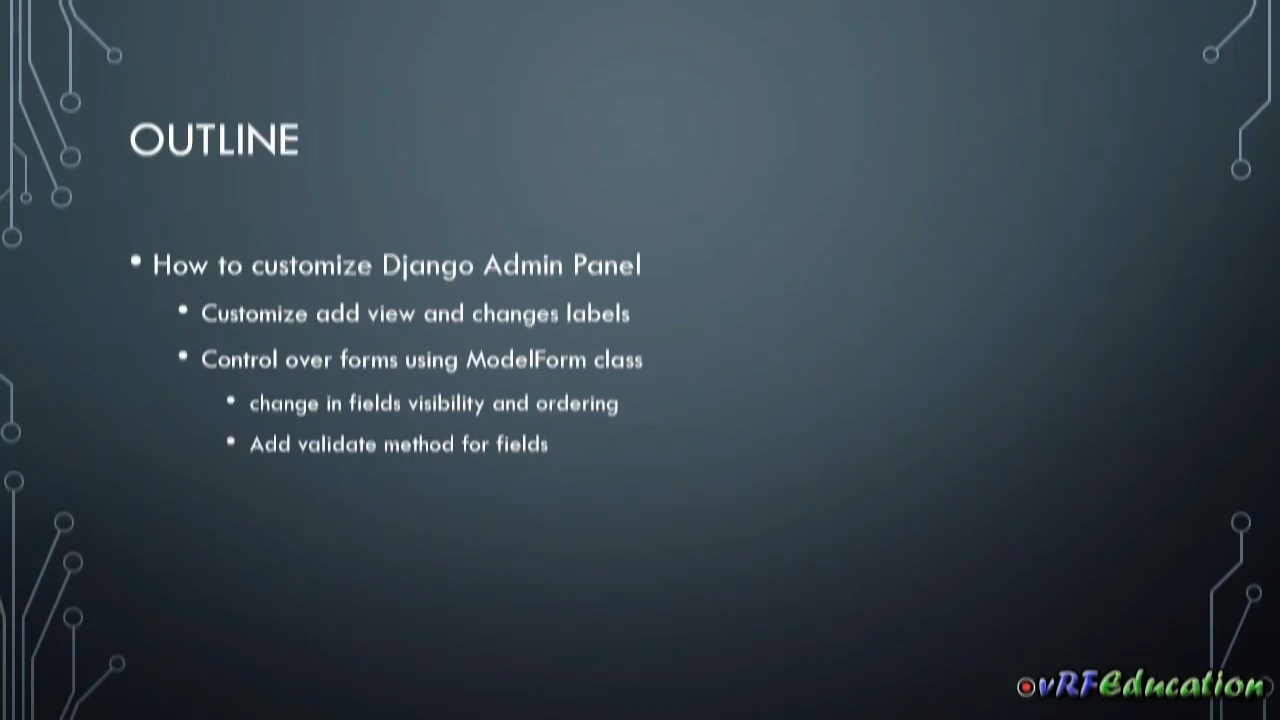 OUTLINE
• How to customize Django Admin Panel
• Customize add view and changes labels
• Control over forms using ModelForm class
• change in fields visibility and ordering
• Add validate method for fields
vRFEducation